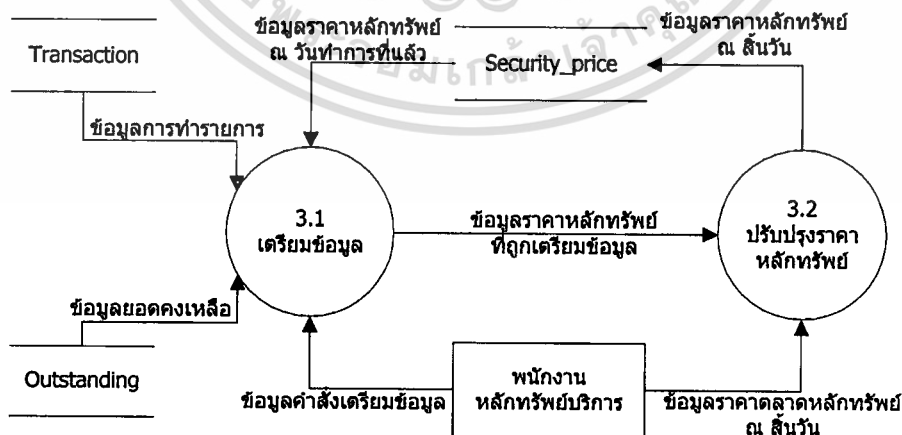 ข้อมูลราคาหลักทรัพย์
ณ วันทำการที่แล้ว
ข้อมูลราคาหลักทรัพย์
ณ สิ้นวัน
Transaction
Security_price
ข้อมูลการทำรายการ
3.1
เตรียมข้อมูล
ข้อมูลราคาหลักทรัพย์
ที่ถูกเตรียมข้อมูล
3.2
ปรับปรุงราคา
หลักทรัพย์
ข้อมูลยอดคงเหลือ
Outstanding
ข้อมูลคำสั่งเตรียมข้อมูล
พนักงาน
หลักทรัพย์บริการ
ข้อมูลราคาตลาดหลักทรัพย์
ณ สิ้นวัน